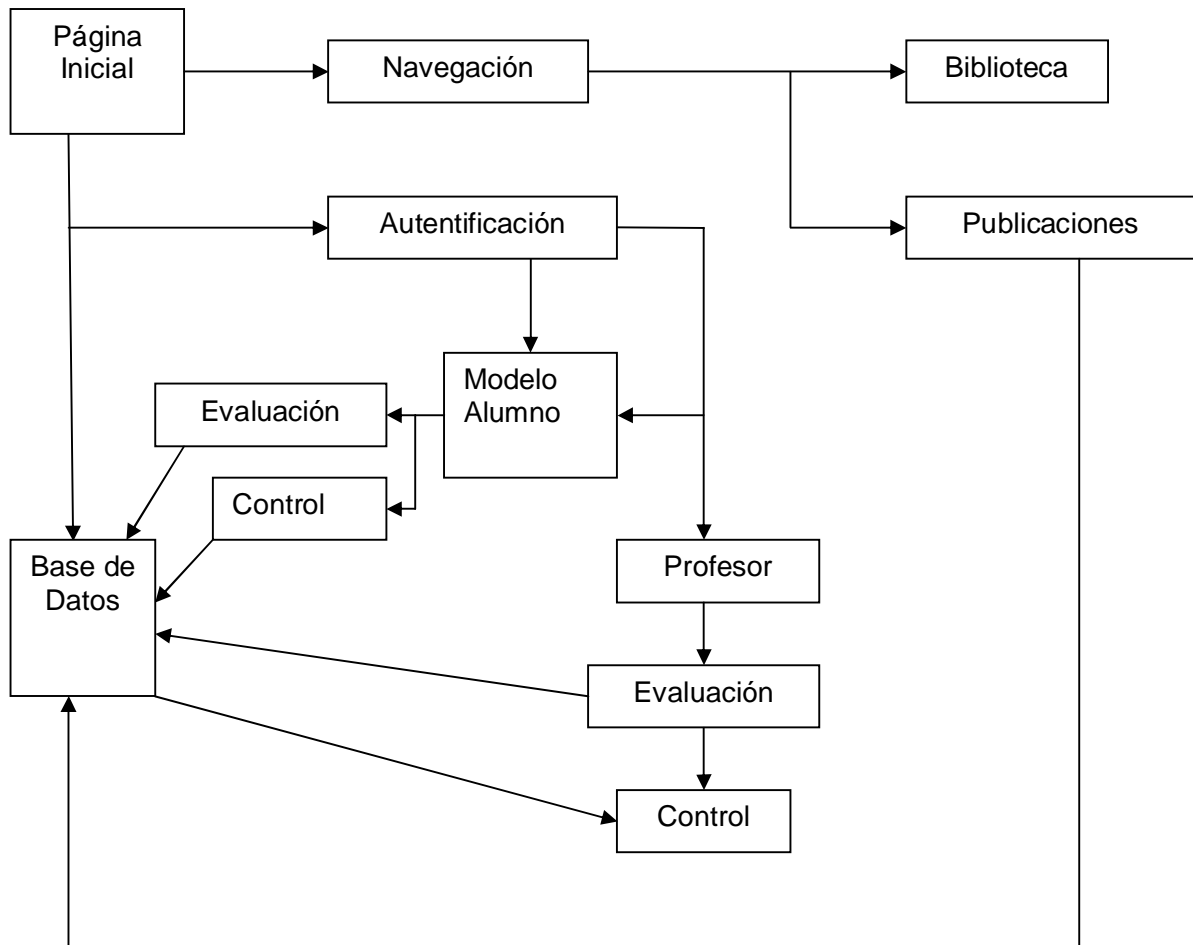 Página
Inicial
Navegación
Biblioteca
Autentificación
Publicaciones
Modelo
Alumno
Evaluación
Control
Base de
Datos
Profesor
Evaluación
Control